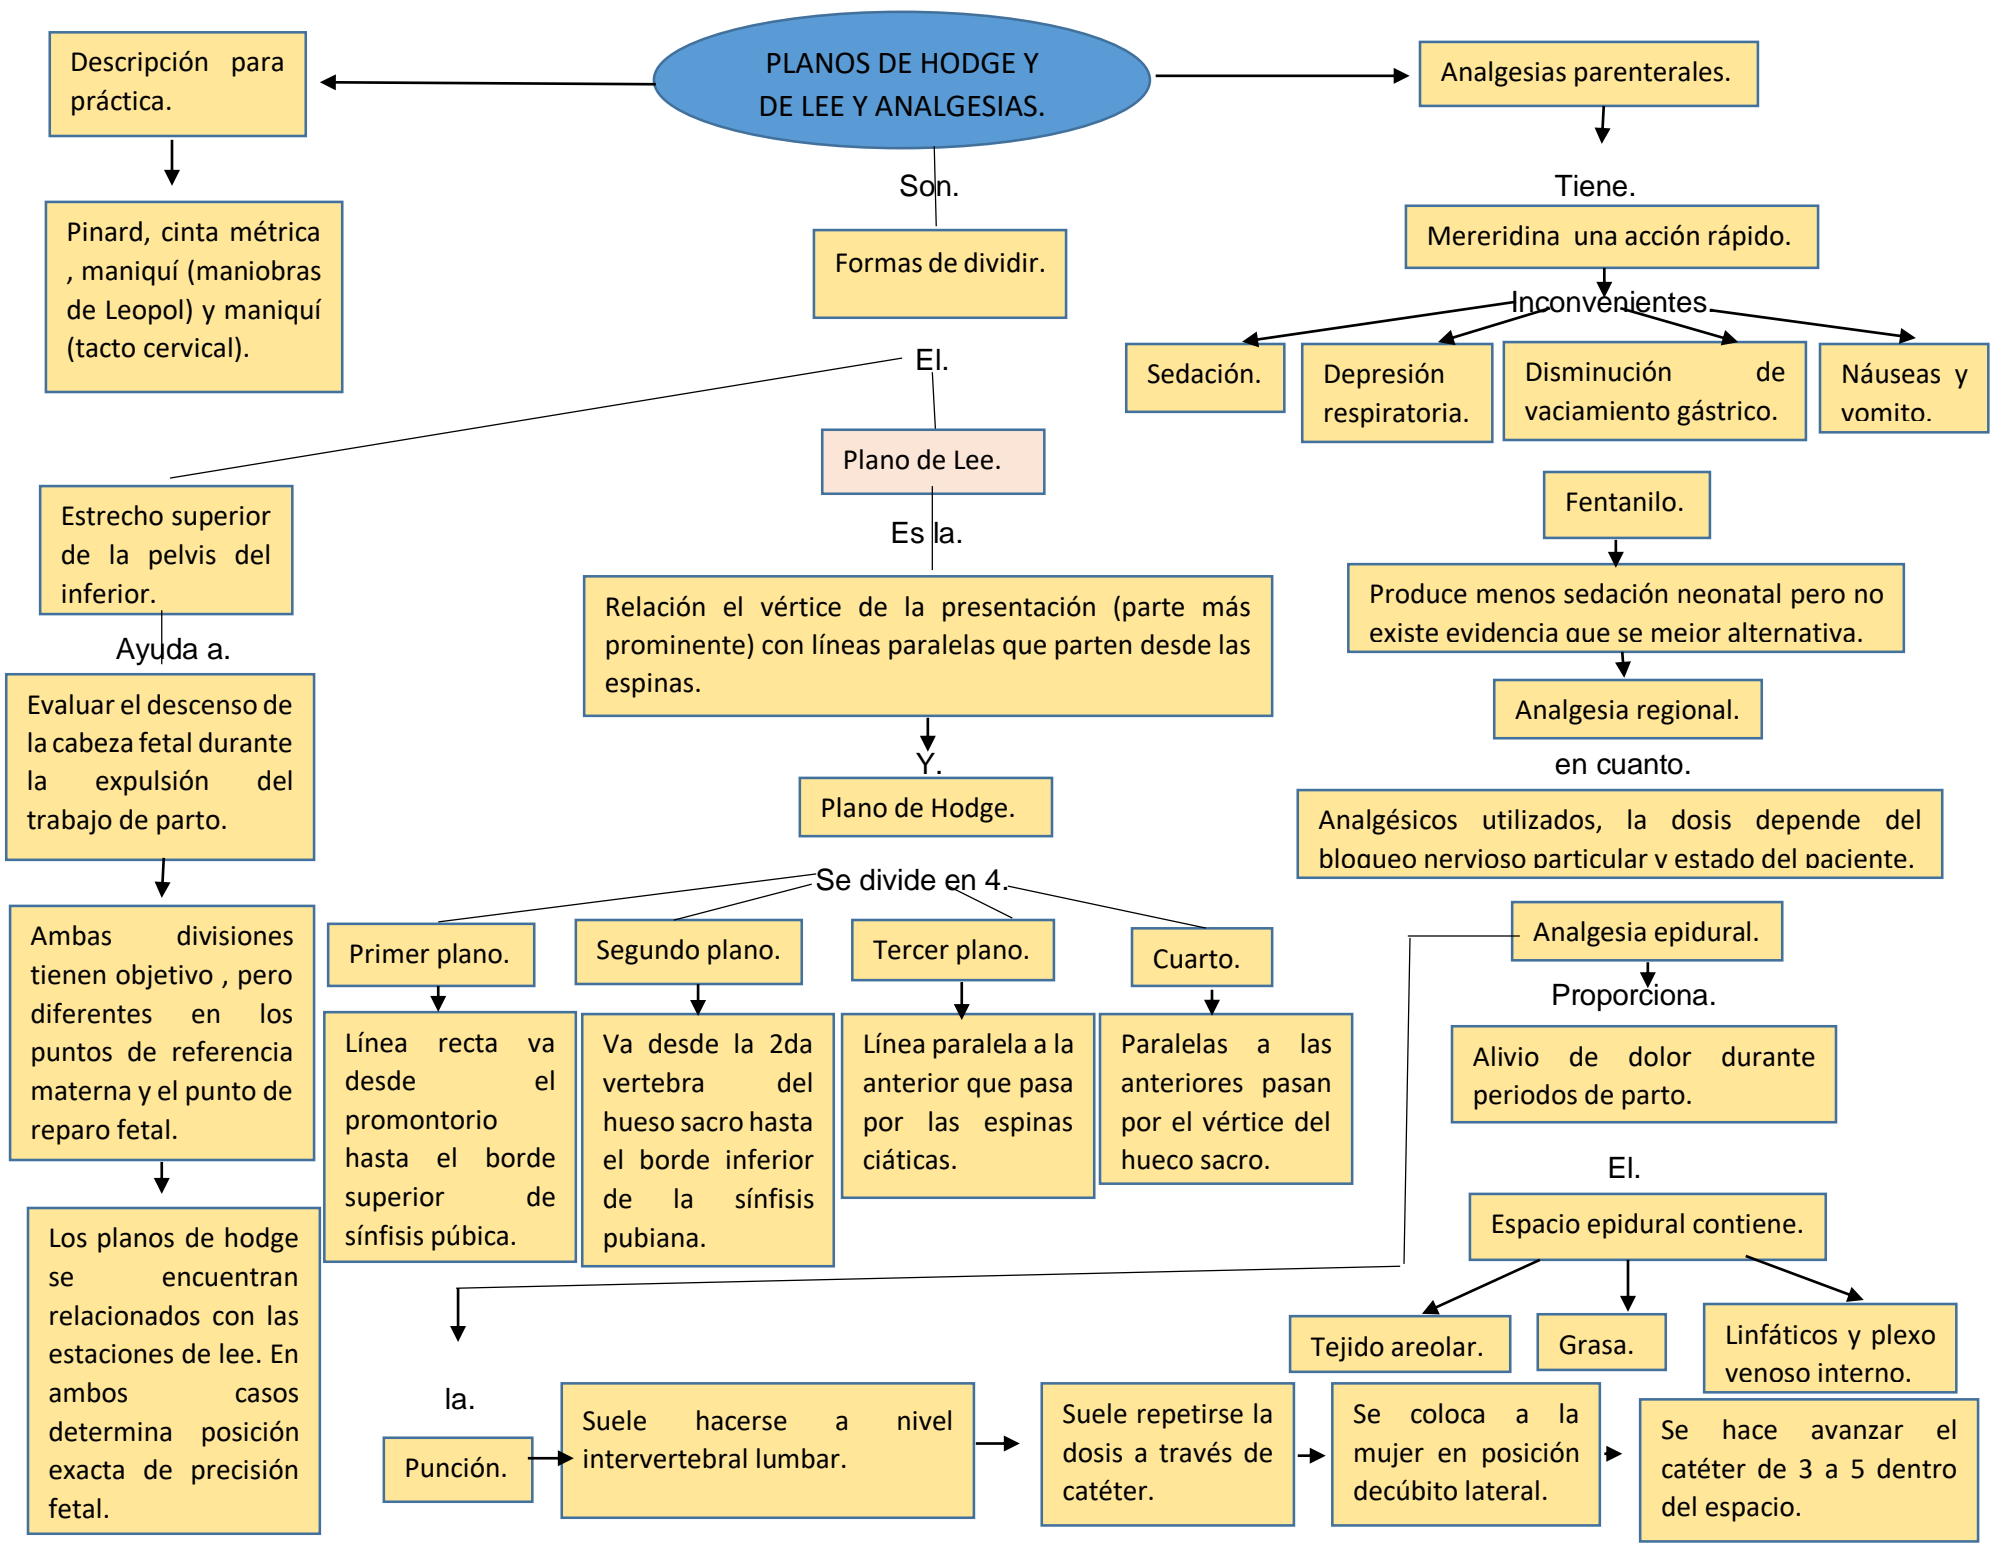 PLANOS DE HODGE Y
DE LEE Y ANALGESIAS.
Descripción para
práctica.
Pinard, cinta métrica
, maniquí (maniobras
de Leopol) y maniquí
(tacto cervical).
Son.
Formas de dividir.
El.
Estrecho superior
de la pelvis del
inferior.
Ayuda a.
Evaluar el descenso de
la cabeza fetal durante
la expulsión del
trabajo de parto.
Ambas divisiones
tienen objetivo , pero
diferentes en los
puntos de referencia
materna y el punto de
reparo fetal.
Los planos de hodge
se encuentran
relacionados con las
estaciones de lee. En
ambos casos
determina posición
exacta de precisión
fetal.
Plano de Lee.
Es la.
Relación el vértice de la presentación (parte más
prominente) con líneas paralelas que parten desde las
espinas.
Y.
Plano de Hodge.
Se divide en 4.
Primer plano.
Línea recta va
desde el
promontorio
hasta el borde
superior de
sínfisis púbica.
Segundo plano.
Va desde la 2da
vertebra del
hueso sacro hasta
el borde inferior
de la sínfisis
pubiana.
Tercer plano.
Línea paralela a la
anterior que pasa
por las espinas
ciáticas.
Cuarto.
Paralelas a las
anteriores pasan
por el vértice del
hueco sacro.
Analgesias parenterales.
Tiene.
Mereridina una acción rápido.
Inconvenientes.
Sedación.
Depresión
respiratoria.
Disminución de
vaciamiento gástrico.
Náuseas y
vomito.
Fentanilo.
Produce menos sedación neonatal pero no
existe evidencia que se mejor alternativa.
Analgesia regional.
en cuanto.
Analgésicos utilizados, la dosis depende del
bloqueo nervioso particular y estado del paciente.
Analgesia epidural.
Proporciona.
Alivio de dolor durante
periodos de parto.
El.
Espacio epidural contiene.
Tejido areolar.
Grasa.
Linfáticos y plexo
venoso interno.
la.
Punción.
Suele hacerse a nivel
intervertebral lumbar.
Suele repetirse la
dosis a través de
catéter.
Se coloca a la
mujer en posición
decúbito lateral.
Se hace avanzar el
catéter de 3 a 5 dentro
del espacio.